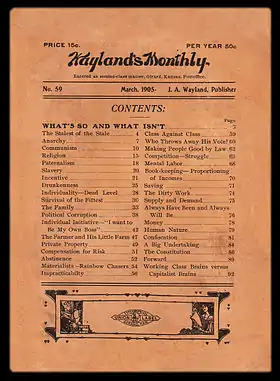 PRICE 15c. PER YEAR 50c
Wayland's Monthly.
Entered as second-class matter, Girard, Kansas, Postoffice.
No. 59 March, 1905. J. A. Wayland, Publisher
CONTENTS:
Page
WHAT'S SO AND WHAT ISN'T
The Stalest of the Stale 4
Anarchy 7
Communism 10
Religion 15
Paternalism 18
Slavery 20
Incentive 21
Drunkenness 25
Individuality—Dead Level 28
Survival of the Fittest 30
The Family 35
Political Corruption 38
Individual Initiative—"I want to
Be My Own Boss" 42
The Farmer and His Little Farm 47
Private Property 49
Compensation for Risk 51
Abstinence 52
Materialists—Rainbow Chasers 54
Impracticability 56
Class Against Class 59
Who Throws Away His Vote? 60
Making People Good by Law 62
Competition—Struggle 65
Mental Labor 68
Book-keeping—Proportioning
of Incomes 70
Saving 71
The Dirty Work 74
Supply and Demand 75
Always Have Been and Always
Will Be 76
Money 78
Human Nature 79
Confiscation 81
A Big Undertaking 84
The Constitution 86
Forward 89
Working Class Brains versus
Capitalist Brains 92
UNION LABEL